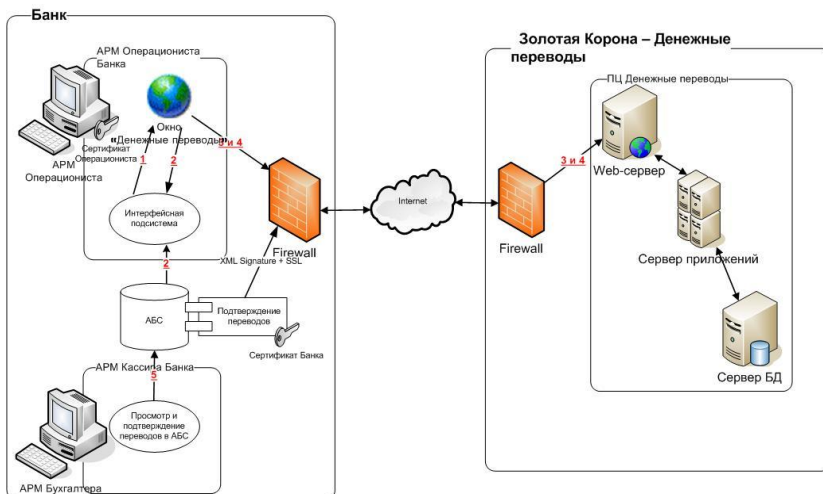 Банк
АРМ Операциониста
Банка
Окно
"Денежные переводы"
Сертификат
Операциониста
АРМ
Операциониста
1
2
3 и 4
Интерфейсная
подсистема
Firewall
XML Signature + SSL
2
АБС
Подтверждение
переводов
Сертификат Банка
АРМ Кассира Банка
5
Просмотр и
подтверждение
переводов в АБС
АРМ Бухгалтера
Internet
Золотая Корона – Денежные
переводы
ПЦ Денежные переводы
3 и 4
Web-сервер
Firewall
Сервер приложений
Сервер БД